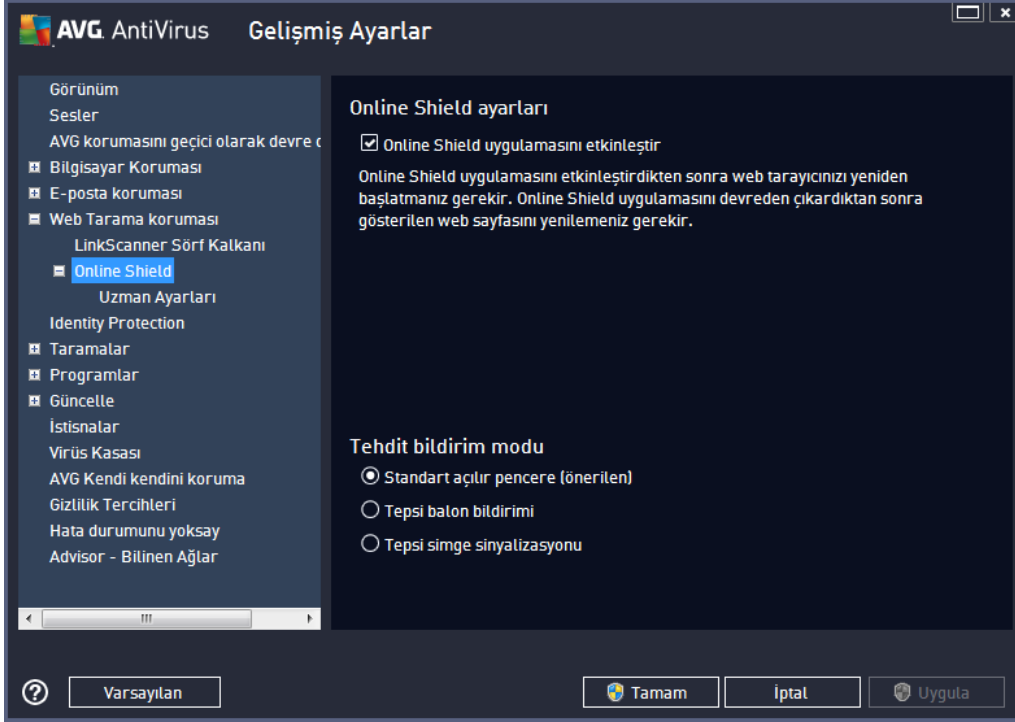 AVG. AntiVirus Gelişmiş Ayarlar
Görünüm
Sesler
AVG korumasını geçici olarak devre d
Bilgisayar Koruması
E-posta koruması
Web Tarama koruması
LinkScanner Sörf Kalkanı
Online Shield
Uzman Ayarları
Identity Protection
Taramalar
Programlar
Güncelle
İstisnalar
Virüs Kasası
AVG Kendi kendini koruma
Gizlilik Tercihleri
Hata durumunu yoksay
Advisor - Bilinen Ağlar
Online Shield ayarları
Online Shield uygulamasını etkinleştir
Online Shield uygulamasını etkinleştirdikten sonra web tarayıcınızı yeniden
başlatmanız gerekir. Online Shield uygulamasını devreden çıkardıktan sonra
gösterilen web sayfasını yenilemeniz gerekir.
Tehdit bildirim modu
Standart açılır pencere (önerilen)
Tepsi balon bildirimi
Tepsi simge sinyalizasyonu
Varsayılan
Tamam
İptal
Uygula